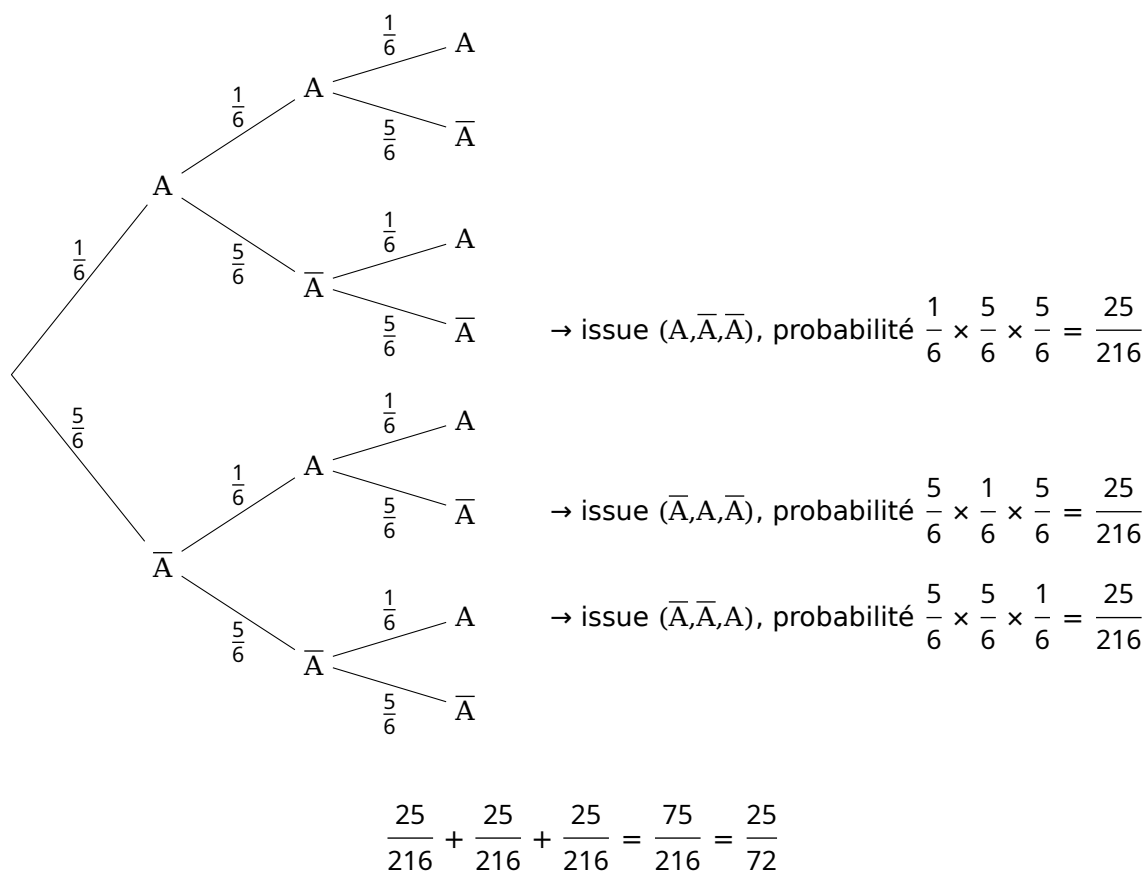 1/6 A
1/6 A
5/6 A̅
1/6 A
1/6 A
5/6 A̅
5/6 A̅ → issue (A,A̅,A̅), probabilité 1/6 × 5/6 × 5/6 = 25/216
5/6
1/6 A
1/6 A
5/6 A̅ → issue (A̅,A,A̅), probabilité 5/6 × 1/6 × 5/6 = 25/216
A̅
1/6 A → issue (A̅,A̅,A), probabilité 5/6 × 5/6 × 1/6 = 25/216
5/6 A̅
5/6 A̅
25/216 + 25/216 + 25/216 = 75/216 = 25/72